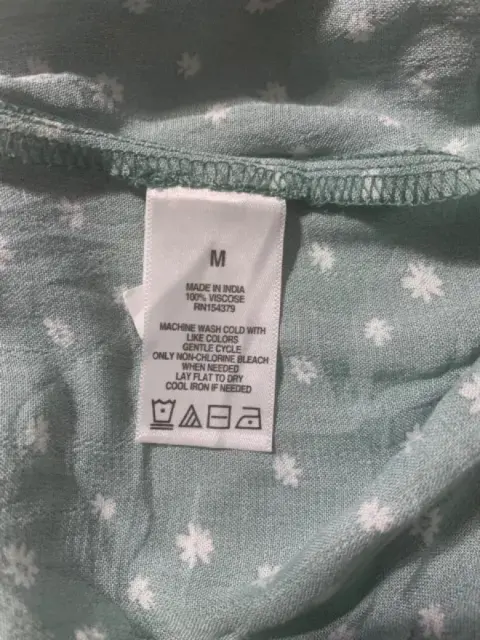 M
MADE IN INDIA
100% VISCOSE
RN154379
MACHINE WASH COLD WITH
LIKE COLORS
GENTLE CYCLE
ONLY NON-CHLORINE BLEACH
WHEN NEEDED
LAY FLAT TO DRY
COOL IRON IF NEEDED